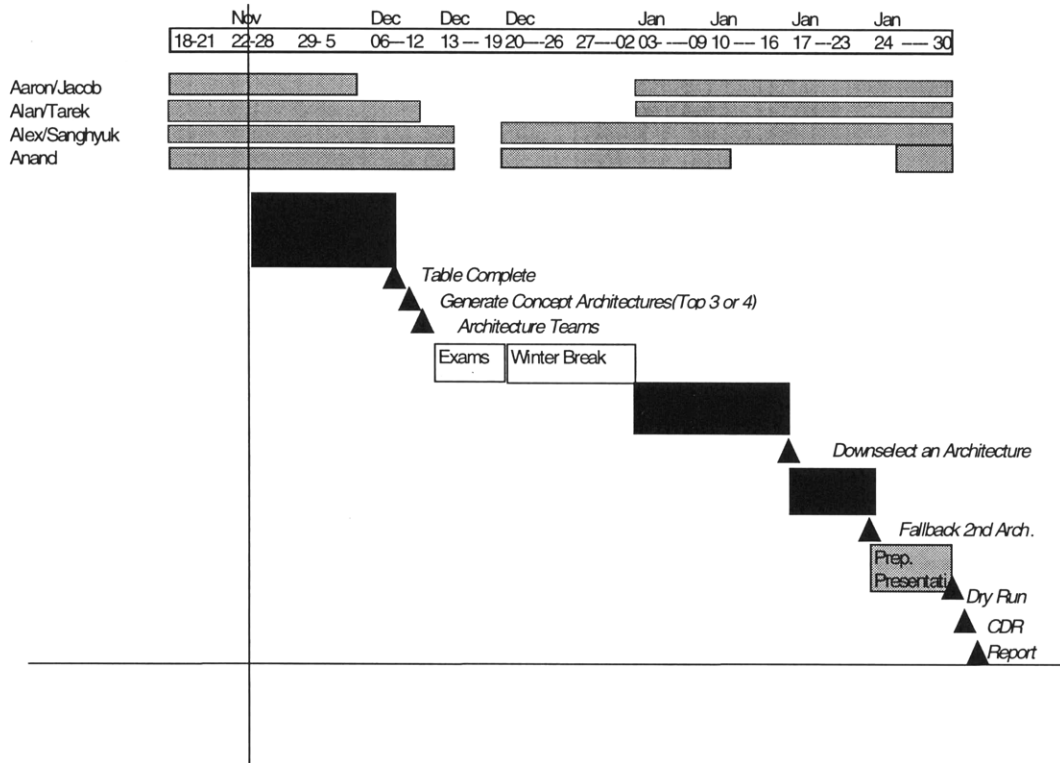 Nov Dec Dec Dec Jan Jan Jan Jan
18-21 22-28 29- 5 06----12 13 --- 19 20----26 27----02 03- ----09 10 ---- 16 17 ---23 24 ---- 30
Aaron/Jacob
Alan/Tarek
Alex/Sanghyuk
Anand
Table Complete
Generate Concept Architectures(Top 3 or 4)
Architecture Teams
Exams Winter Break
Downselect an Architecture
Fallback 2nd Arch.
Prep.
Presentati
Dry Run
CDR
Report